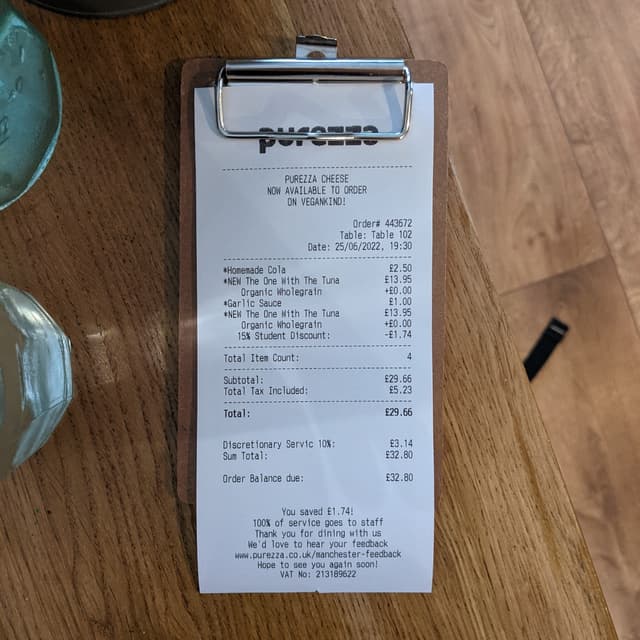 purezza
PUREZZA CHEESE
NOW AVAILABLE TO ORDER
ON VEGANKIND!
Order# 443672
Table: Table 102
Date: 25/06/2022, 19:30
*Homemade Cola £2.50
*NEW The One With The Tuna £13.95
Organic Wholegrain +£0.00
*Garlic Sauce £1.00
*NEW The One With The Tuna £13.95
Organic Wholegrain +£0.00
15% Student Discount: -£1.74
Total Item Count: 4
Subtotal: £29.66
Total Tax Included: £5.23
Total: £29.66
Discretionary Servic 10%: £3.14
Sum Total: £32.80
Order Balance due: £32.80
You saved £1.74!
100% of service goes to staff
Thank you for dining with us
We'd love to hear your feedback
www.purezza.co.uk/manchester-feedback
Hope to see you again soon!
VAT No: 213189622